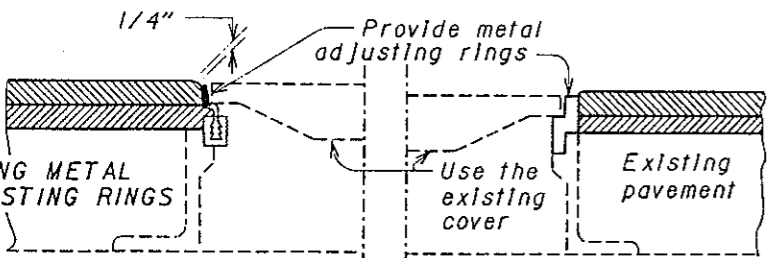 1/4"
Provide metal
adjusting rings
NG METAL
STING RINGS
Use the
existing
cover
Existing
pavement